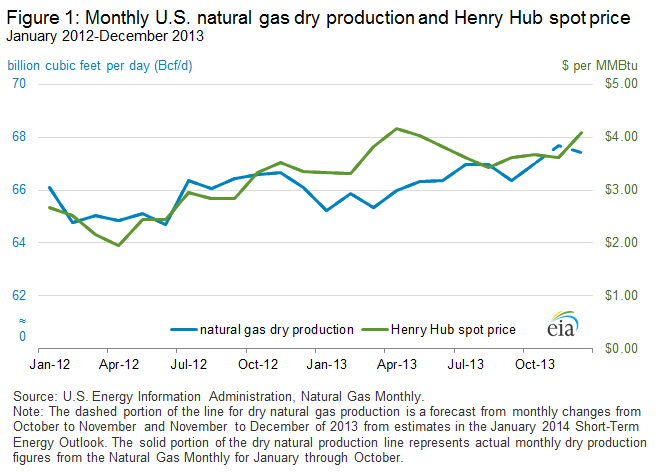 Figure 1: Monthly U.S. natural gas dry production and Henry Hub spot price
January 2012-December 2013
billion cubic feet per day (Bcf/d)
$ per MMBtu
70
$5.00
68
$4.00
66
$3.00
64
$2.00
62
$1.00
≈
0
$0.00
natural gas dry production
Henry Hub spot price
eia
Jan-12 Apr-12 Jul-12 Oct-12 Jan-13 Apr-13 Jul-13 Oct-13
Source: U.S. Energy Information Administration, Natural Gas Monthly.
Note: The dashed portion of the line for dry natural gas production is a forecast from monthly changes from
October to November and November to December of 2013 from estimates in the January 2014 Short-Term
Energy Outlook. The solid portion of the dry natural production line represents actual monthly dry production
figures from the Natural Gas Monthly for January through October.